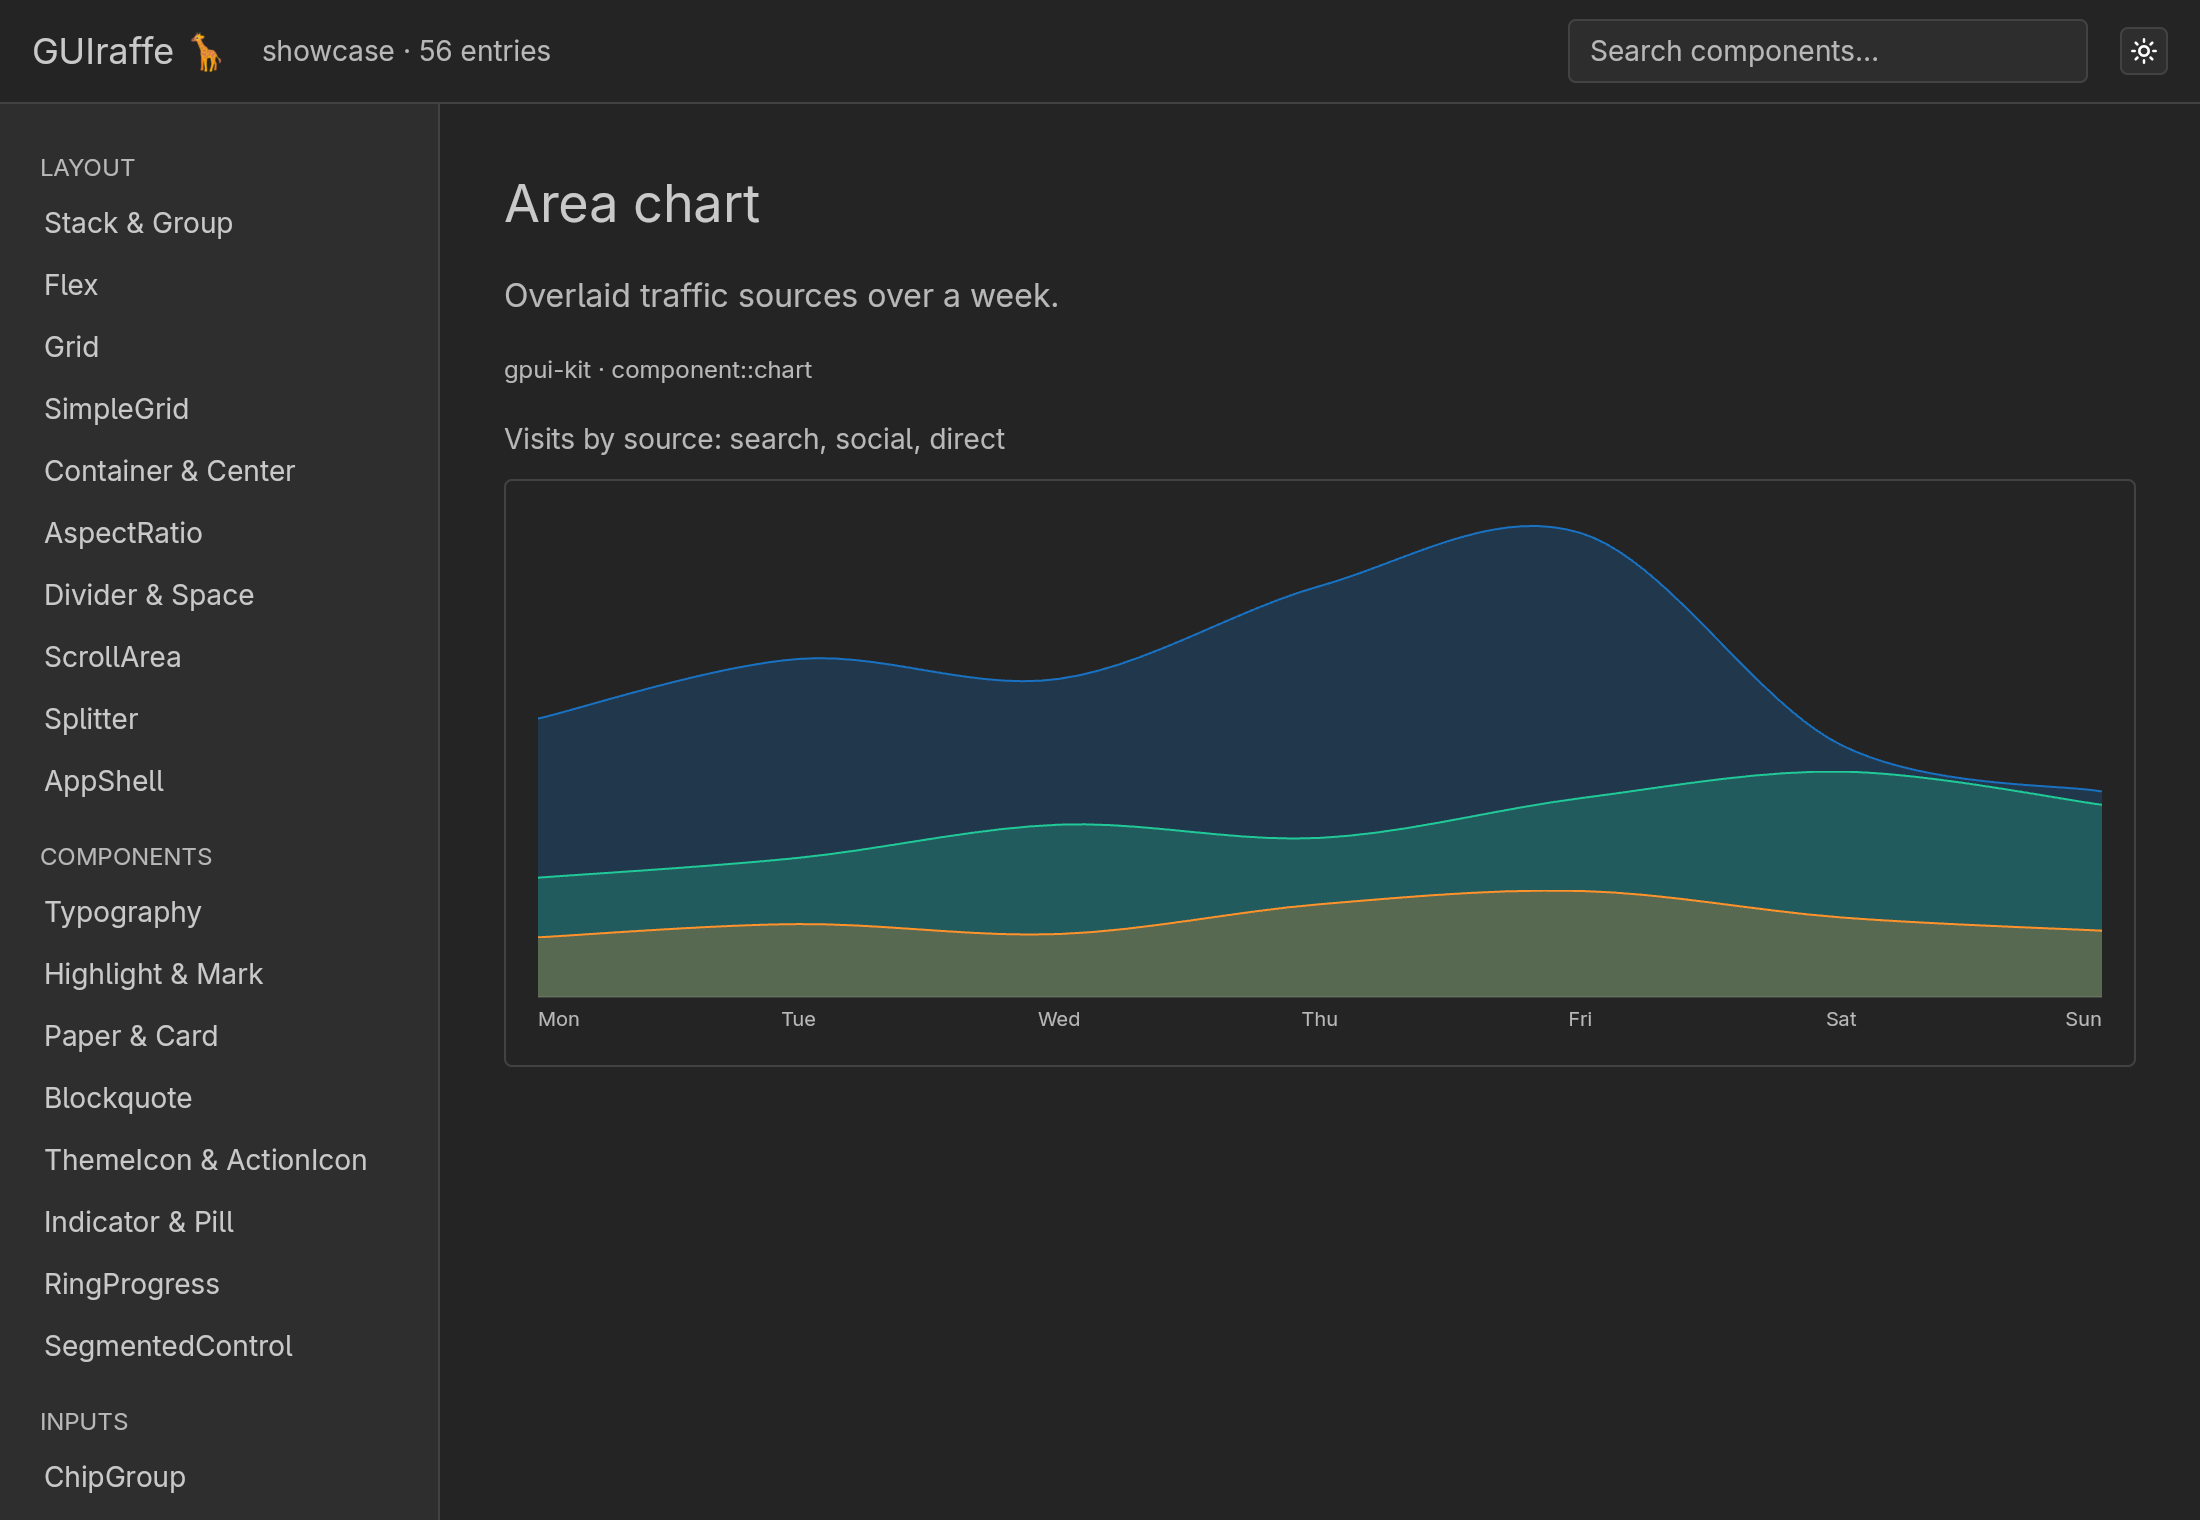 GUIraffe 🦒 showcase · 56 entries
Search components...
LAYOUT
Stack & Group
Flex
Grid
SimpleGrid
Container & Center
AspectRatio
Divider & Space
ScrollArea
Splitter
AppShell
COMPONENTS
Typography
Highlight & Mark
Paper & Card
Blockquote
ThemeIcon & ActionIcon
Indicator & Pill
RingProgress
SegmentedControl
INPUTS
ChipGroup
Area chart
Overlaid traffic sources over a week.
gpui-kit · component::chart
Visits by source: search, social, direct
Mon Tue Wed Thu Fri Sat Sun